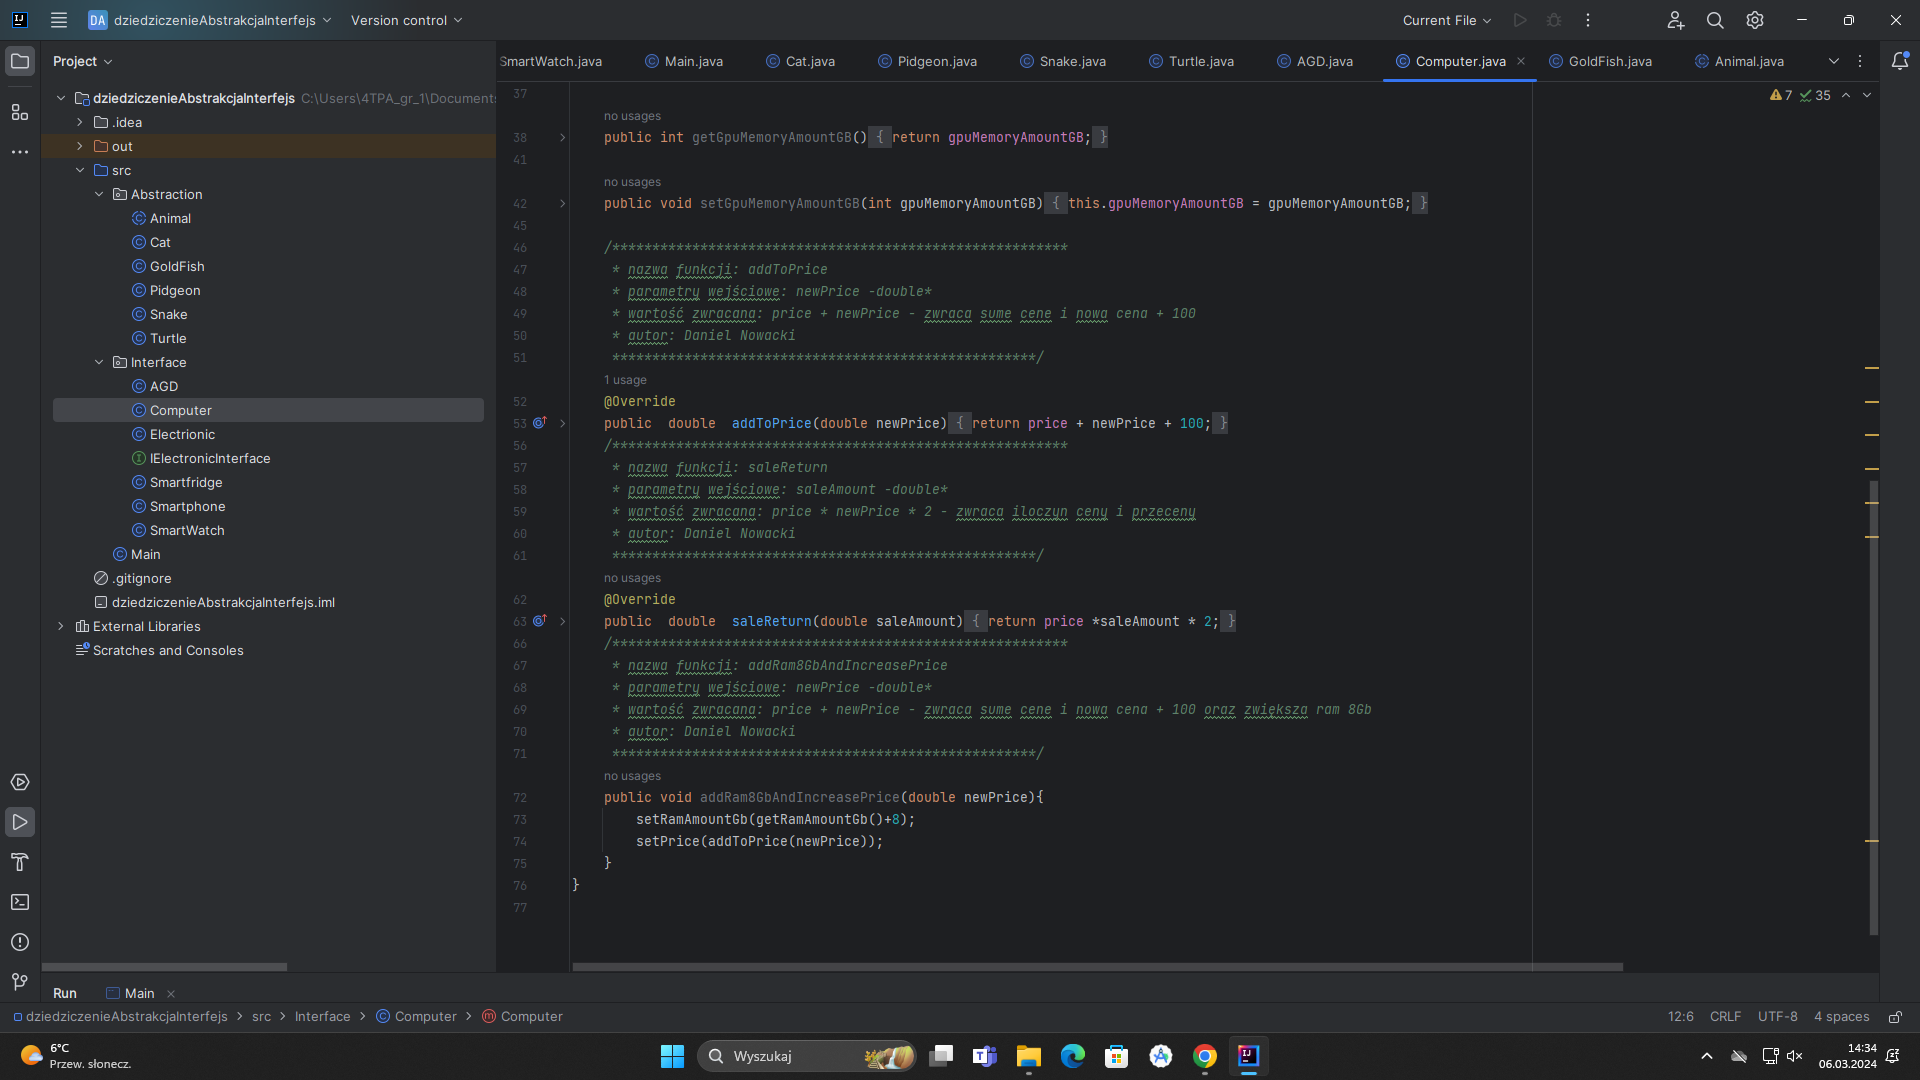 DA dziedziczenieAbstrakcjaInterfejs Version control Current File
Project
SmartWatch.java Main.java Cat.java Pidgeon.java Snake.java Turtle.java AGD.java Computer.java GoldFish.java Animal.java
dziedziczenieAbstrakcjaInterfejs C:\Users\4TPA_gr_1\Documents
.idea
out
src
Abstraction
Animal
Cat
GoldFish
Pidgeon
Snake
Turtle
Interface
AGD
Computer
Electrionic
IElectronicInterface
Smartfridge
Smartphone
SmartWatch
Main
.gitignore
dziedziczenieAbstrakcjaInterfejs.iml
External Libraries
Scratches and Consoles
7 35
37
no usages
38 public int getGpuMemoryAmountGB() { return gpuMemoryAmountGB; }
41
no usages
42 public void setGpuMemoryAmountGB(int gpuMemoryAmountGB) { this.gpuMemoryAmountGB = gpuMemoryAmountGB; }
45
46 /*********************************************************
47 * nazwa funkcji: addToPrice
48 * parametry wejściowe: newPrice -double*
49 * wartość zwracana: price + newPrice - zwraca sume cene i nowa cena + 100
50 * autor: Daniel Nowacki
51 *****************************************************/
1 usage
52 @Override
53 public  double  addToPrice(double newPrice) { return price + newPrice + 100; }
56 /*********************************************************
57 * nazwa funkcji: saleReturn
58 * parametry wejściowe: saleAmount -double*
59 * wartość zwracana: price * newPrice * 2 - zwraca iloczyn ceny i przeceny
60 * autor: Daniel Nowacki
61 *****************************************************/
no usages
62 @Override
63 public  double  saleReturn(double saleAmount) { return price *saleAmount * 2; }
66 /*********************************************************
67 * nazwa funkcji: addRam8GbAndIncreasePrice
68 * parametry wejściowe: newPrice -double*
69 * wartość zwracana: price + newPrice - zwraca sume cene i nowa cena + 100 oraz zwiększa ram 8Gb
70 * autor: Daniel Nowacki
71 *****************************************************/
no usages
72 public void addRam8GbAndIncreasePrice(double newPrice){
73 setRamAmountGb(getRamAmountGb()+8);
74 setPrice(addToPrice(newPrice));
75 }
76 }
77
Run Main
dziedziczenieAbstrakcjaInterfejs > src > Interface > Computer > Computer 12:6 CRLF UTF-8 4 spaces
6°C
Przew. słonecz.
Wyszukaj
14:34
06.03.2024